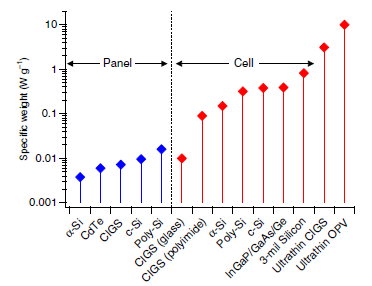 Specific weight (W g⁻¹)
10
1
0.1
0.01
0.001
Panel
Cell
α-Si
CdTe
CIGS
c-Si
Poly-Si
CIGS (glass)
CIGS (polyimide)
α-Si
Poly-Si
c-Si
InGaP/GaAs/Ge
3-mil Silicon
Ultrathin CIGS
Ultrathin OPV